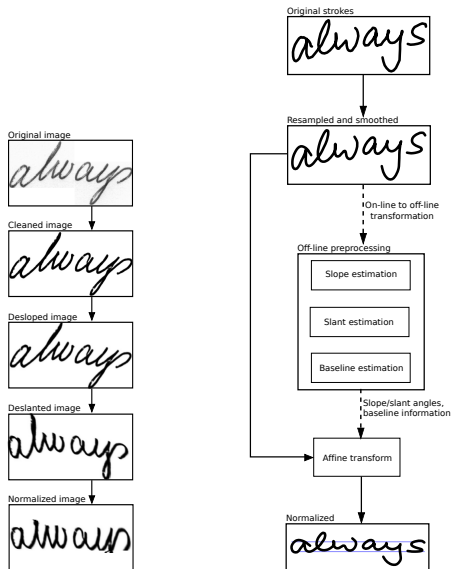 Original image
always
Cleaned image
always
Desloped image
always
Deslanted image
always
Normalized image
always
Original strokes
always
Resampled and smoothed
always
On-line to off-line
transformation
Off-line preprocessing
Slope estimation
Slant estimation
Baseline estimation
Slope/slant angles,
baseline information
Affine transform
Normalized
always